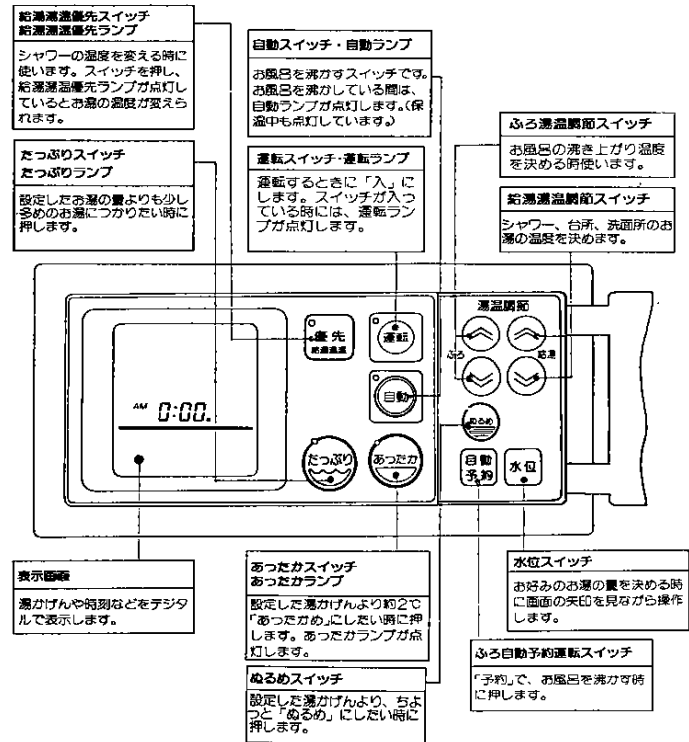 給湯湯温優先スイッチ
給湯湯温優先ランプ
シャワーの温度を変える時に
使います。スイッチを押し、
給湯湯温優先ランプが点灯し
ているとお湯の温度が変えら
れます。
たっぷりスイッチ
たっぷりランプ
設定したお湯の量よりも少し
多めのお湯につかりたい時に
押します。
自動スイッチ・自動ランプ
お風呂を沸かすスイッチです。
お風呂を沸かしている間は、
自動ランプが点灯します。(保
温中も点灯しています。)
運転スイッチ・運転ランプ
運転するときに「入」に
します。スイッチが入っ
ている時には、運転ラン
プが点灯します。
ふろ湯温調節スイッチ
お風呂の沸き上がり温度
を決める時使います。
給湯湯温調節スイッチ
シャワー、台所、洗面所のお
湯の温度を決めます。
湯温調節
優先
給湯温度
運転
ふろ
給湯
自動
AM 0:00.
ぬるめ
たっぷり
あったか
自動
予約
水位
表示画面
湯かげんや時刻などをデジタ
ルで表示します。
あったかスイッチ
あったかランプ
設定した湯かげんより約2℃
「あったかめ」にしたい時に押
します。あったかランプが点
灯します。
ぬるめスイッチ
設定した湯かげんより、ちょ
っと「ぬるめ」にしたい時に
押します。
水位スイッチ
お好みのお湯の量を決める時
に画面の矢印を見ながら操作
します。
ふろ自動予約運転スイッチ
「予約」で、お風呂を沸かす時
に押します。